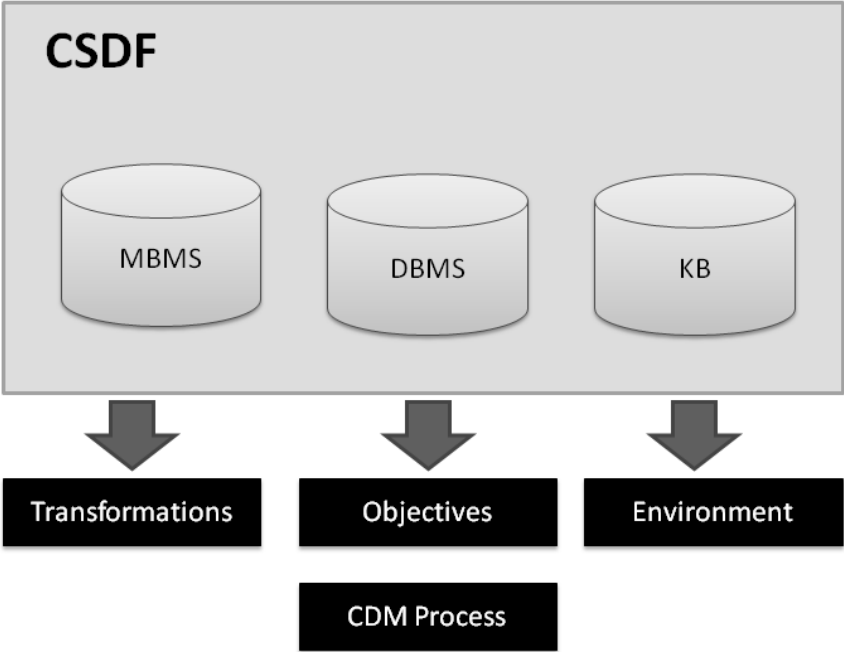 CSDF
MBMS
DBMS
KB
Transformations
Objectives
Environment
CDM Process